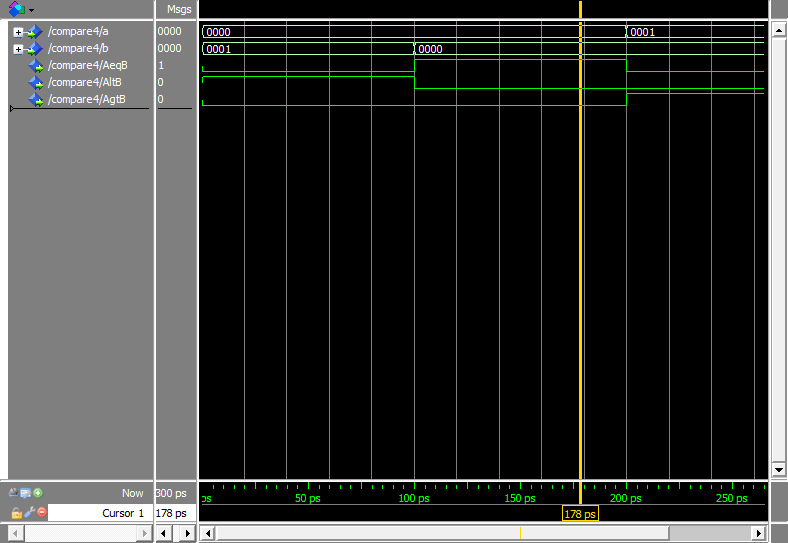 Msgs
/compare4/a 0000 0000 0001
/compare4/b 0000 0001 0000
/compare4/AeqB 1
/compare4/AltB 0
/compare4/AgtB 0
Now 300 ps ps 50 ps 100 ps 150 ps 200 ps 250 ps
Cursor 1 178 ps 178 ps